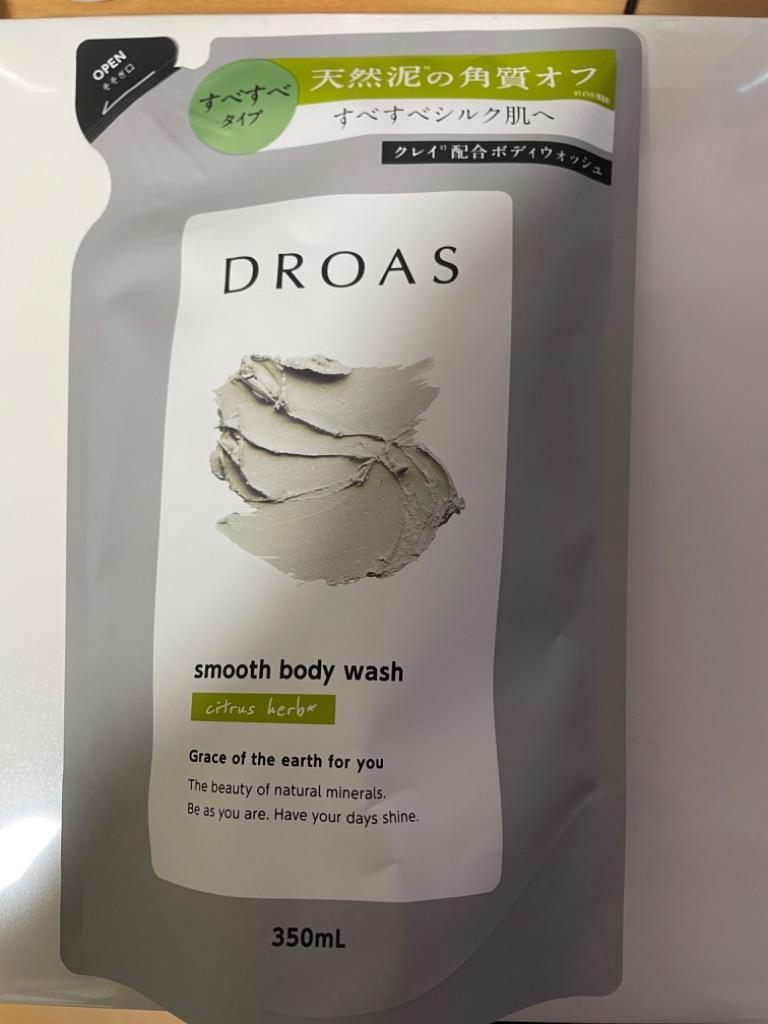 OPEN
そそぎ口
すべすべ
タイプ
天然泥※1の角質オフ
すべすべシルク肌へ
クレイ※1配合ボディウォッシュ
DROAS
smooth body wash
citrus herb*
Grace of the earth for you
The beauty of natural minerals.
Be as you are. Have your days shine.
350mL